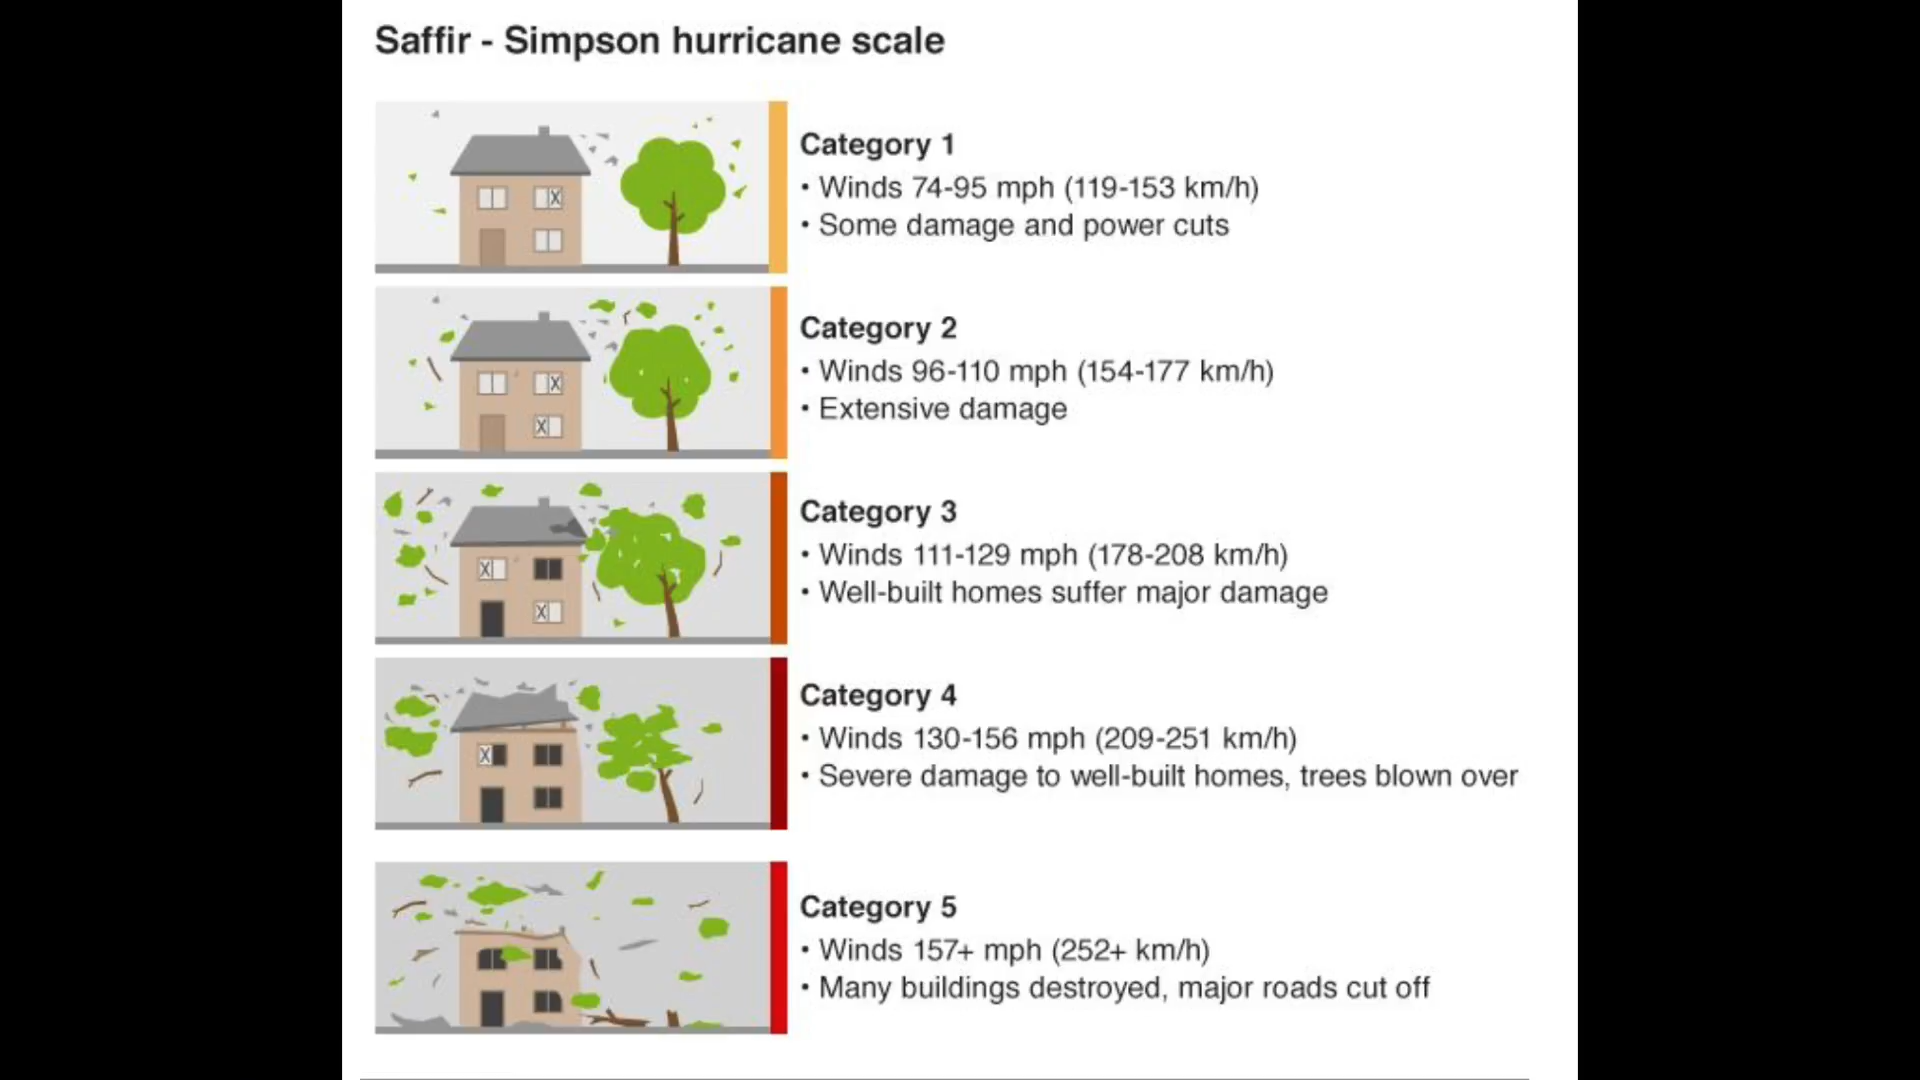 Saffir - Simpson hurricane scale
Category 1
• Winds 74-95 mph (119-153 km/h)
• Some damage and power cuts
Category 2
• Winds 96-110 mph (154-177 km/h)
• Extensive damage
Category 3
• Winds 111-129 mph (178-208 km/h)
• Well-built homes suffer major damage
Category 4
• Winds 130-156 mph (209-251 km/h)
• Severe damage to well-built homes, trees blown over
Category 5
• Winds 157+ mph (252+ km/h)
• Many buildings destroyed, major roads cut off